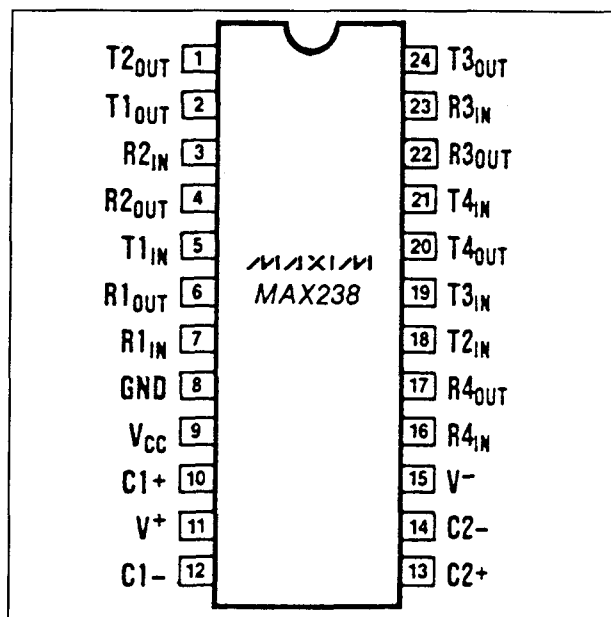 T2OUT 1
T1OUT 2
R2IN 3
R2OUT 4
T1IN 5
R1OUT 6
R1IN 7
GND 8
VCC 9
C1+ 10
V+ 11
C1- 12
MAXIM
MAX238
24 T3OUT
23 R3IN
22 R3OUT
21 T4IN
20 T4OUT
19 T3IN
18 T2IN
17 R4OUT
16 R4IN
15 V-
14 C2-
13 C2+